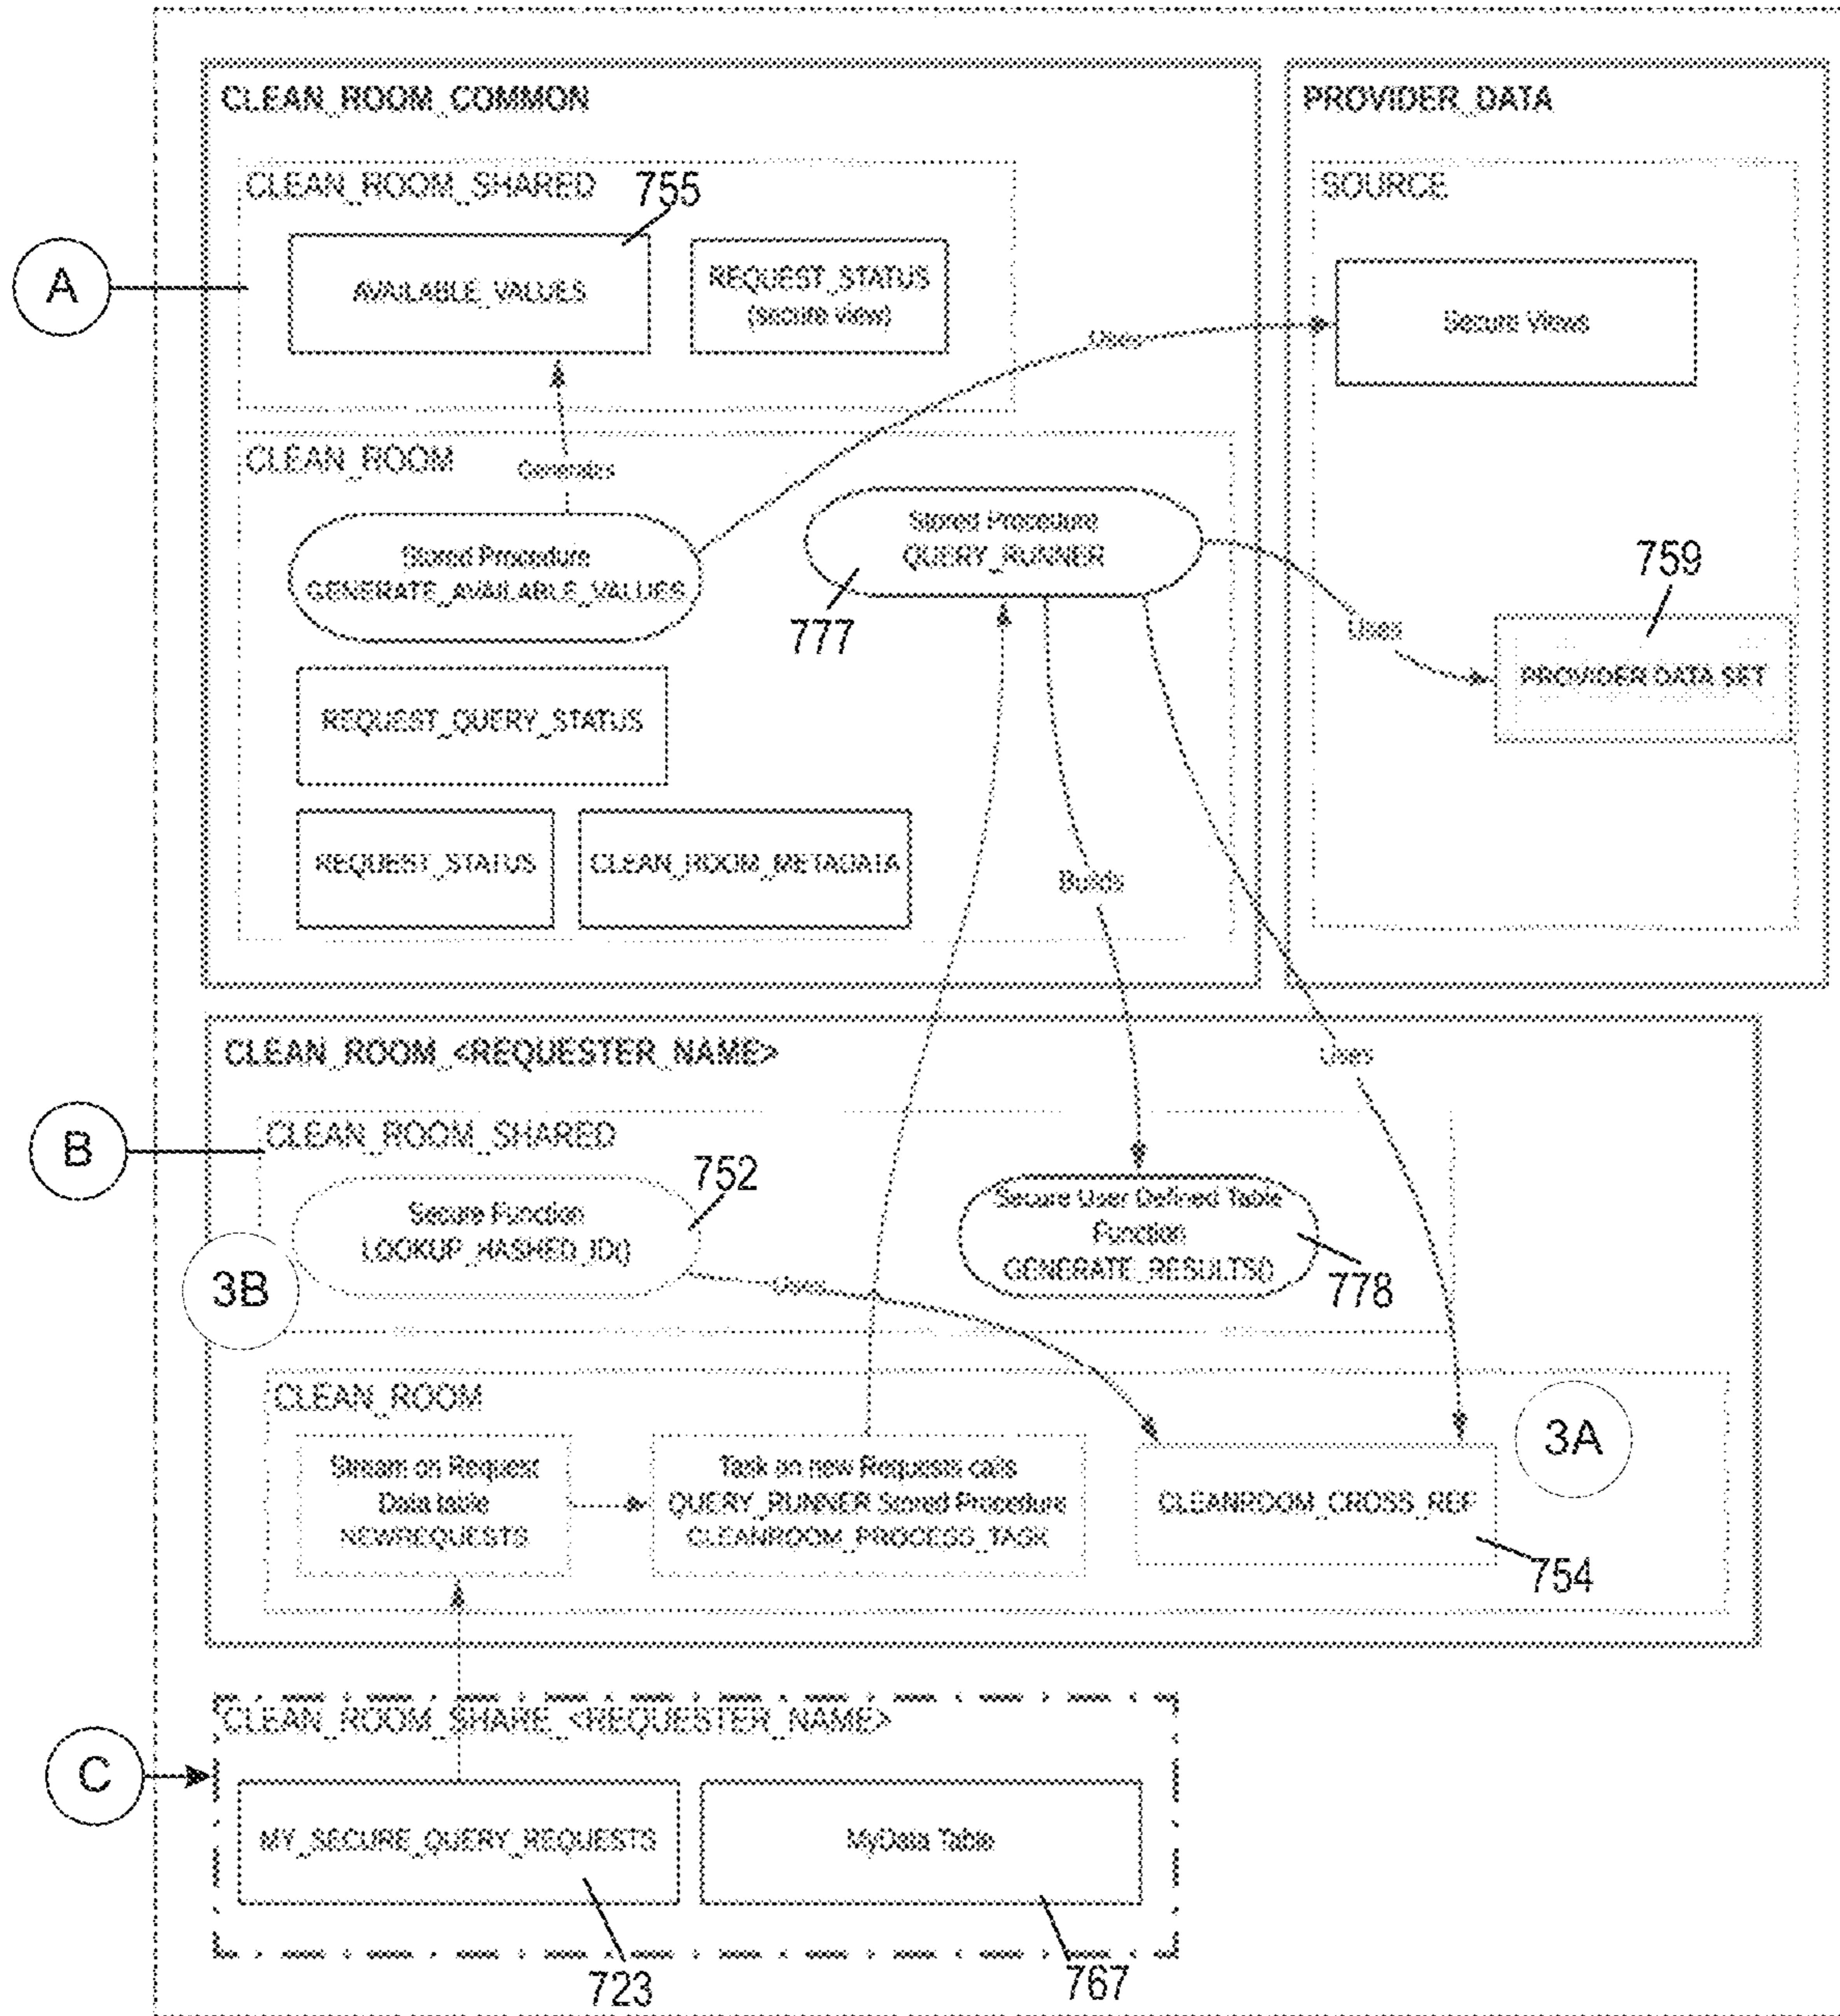 CLEAN_ROOM_COMMON
PROVIDER_DATA
CLEAN_ROOM_SHARED
755
SOURCE
A
AVAILABLE_VALUES
REQUEST_STATUS
(secure view)
Secure Views
Uses
CLEAN_ROOM
Generates
Stored Procedure
GENERATE_AVAILABLE_VALUES
Stored Procedure
QUERY_RUNNER
777
759
Uses
PROVIDER DATA SET
REQUEST_QUERY_STATUS
REQUEST_STATUS
CLEAN_ROOM_METADATA
Builds
CLEAN_ROOM_<REQUESTER_NAME>
Uses
B
CLEAN_ROOM_SHARED
752
Secure Function
LOOKUP_HASHED_ID()
3B
Secure User Defined Table
Function
GENERATE_RESULTS()
778
Uses
CLEAN_ROOM
3A
Stream on Request
Data table
NEWREQUESTS
Task on new Requests calls
QUERY_RUNNER Stored Procedure
CLEANROOM_PROCESS_TASK
CLEANROOM_CROSS_REF
754
CLEAN_ROOM_SHARE_<REQUESTER_NAME>
C
MY_SECURE_QUERY_REQUESTS
MyData Table
723
767